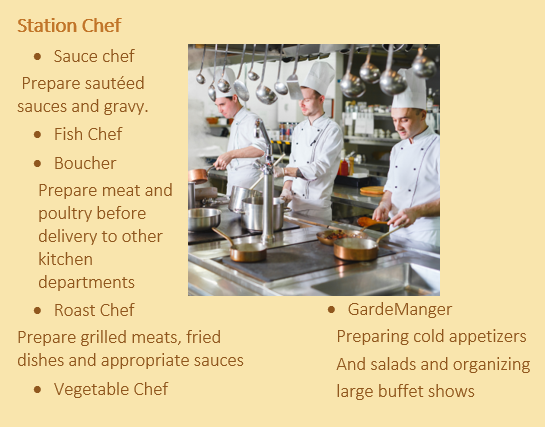 Station Chef
• Sauce chef
Prepare sautéed
sauces and gravy.
• Fish Chef
• Boucher
Prepare meat and
poultry before
delivery to other
kitchen
departments
• Roast Chef
Prepare grilled meats, fried
dishes and appropriate sauces
• Vegetable Chef
• GardeManger
Preparing cold appetizers
And salads and organizing
large buffet shows